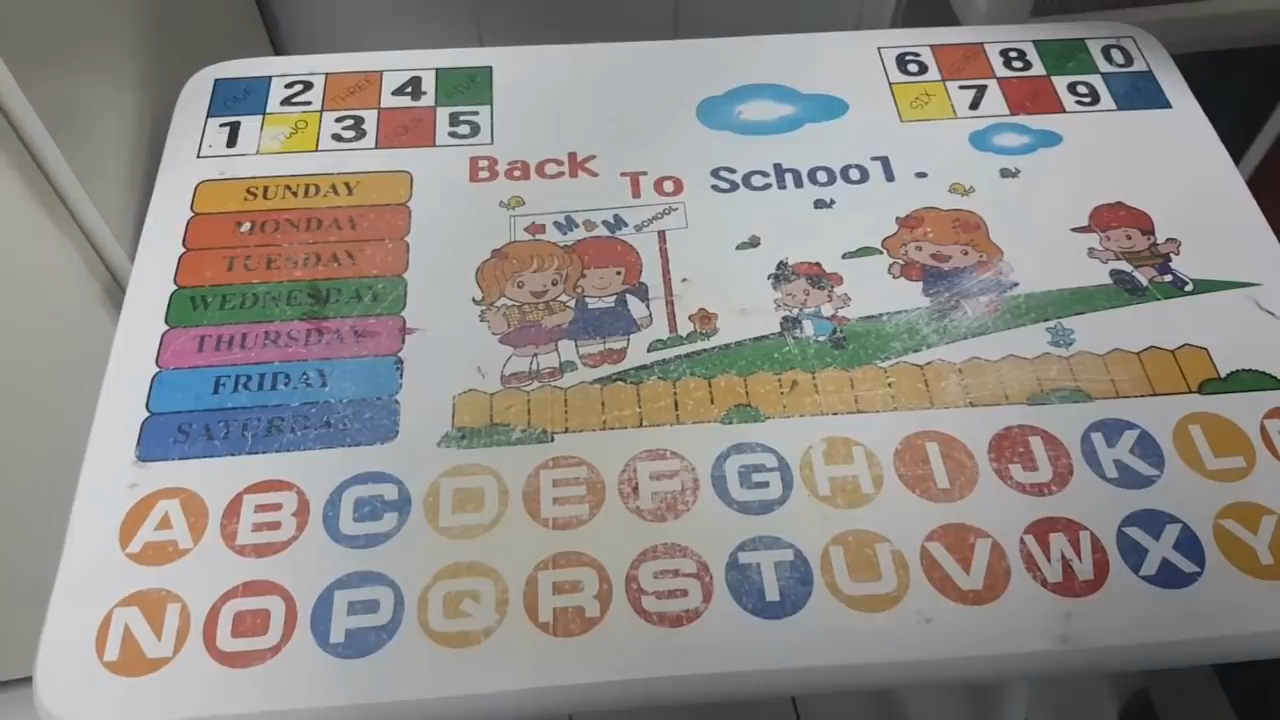 ONE 2 THREE 4 FIVE
1 TWO 3 FOUR 5
6 8 0
SIX 7 9
Back To School.
M&M SCHOOL
SUNDAY
MONDAY
TUESDAY
WEDNESDAY
THURSDAY
FRIDAY
SATURDAY
A B C D E F G H I J K L
N O P Q R S T U V W X Y